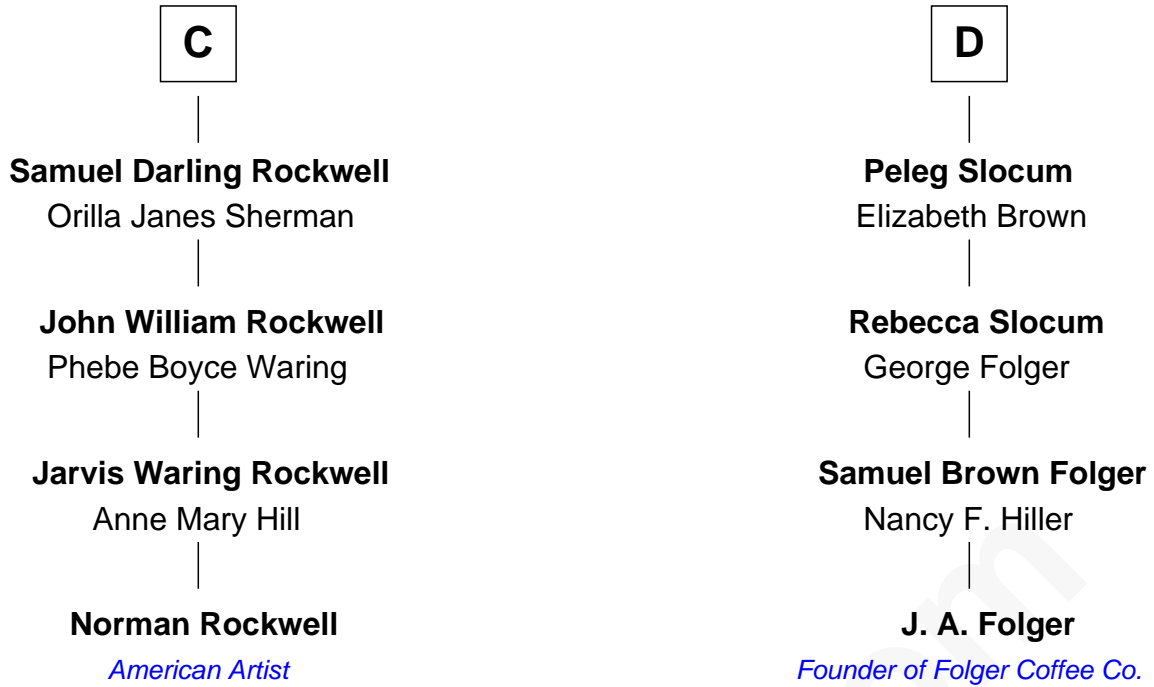 C
Samuel Darling Rockwell
Orilla Janes Sherman
John William Rockwell
Phebe Boyce Waring
Jarvis Waring Rockwell
Anne Mary Hill
Norman Rockwell
American Artist
D
Peleg Slocum
Elizabeth Brown
Rebecca Slocum
George Folger
Samuel Brown Folger
Nancy F. Hiller
J. A. Folger
Founder of Folger Coffee Co.